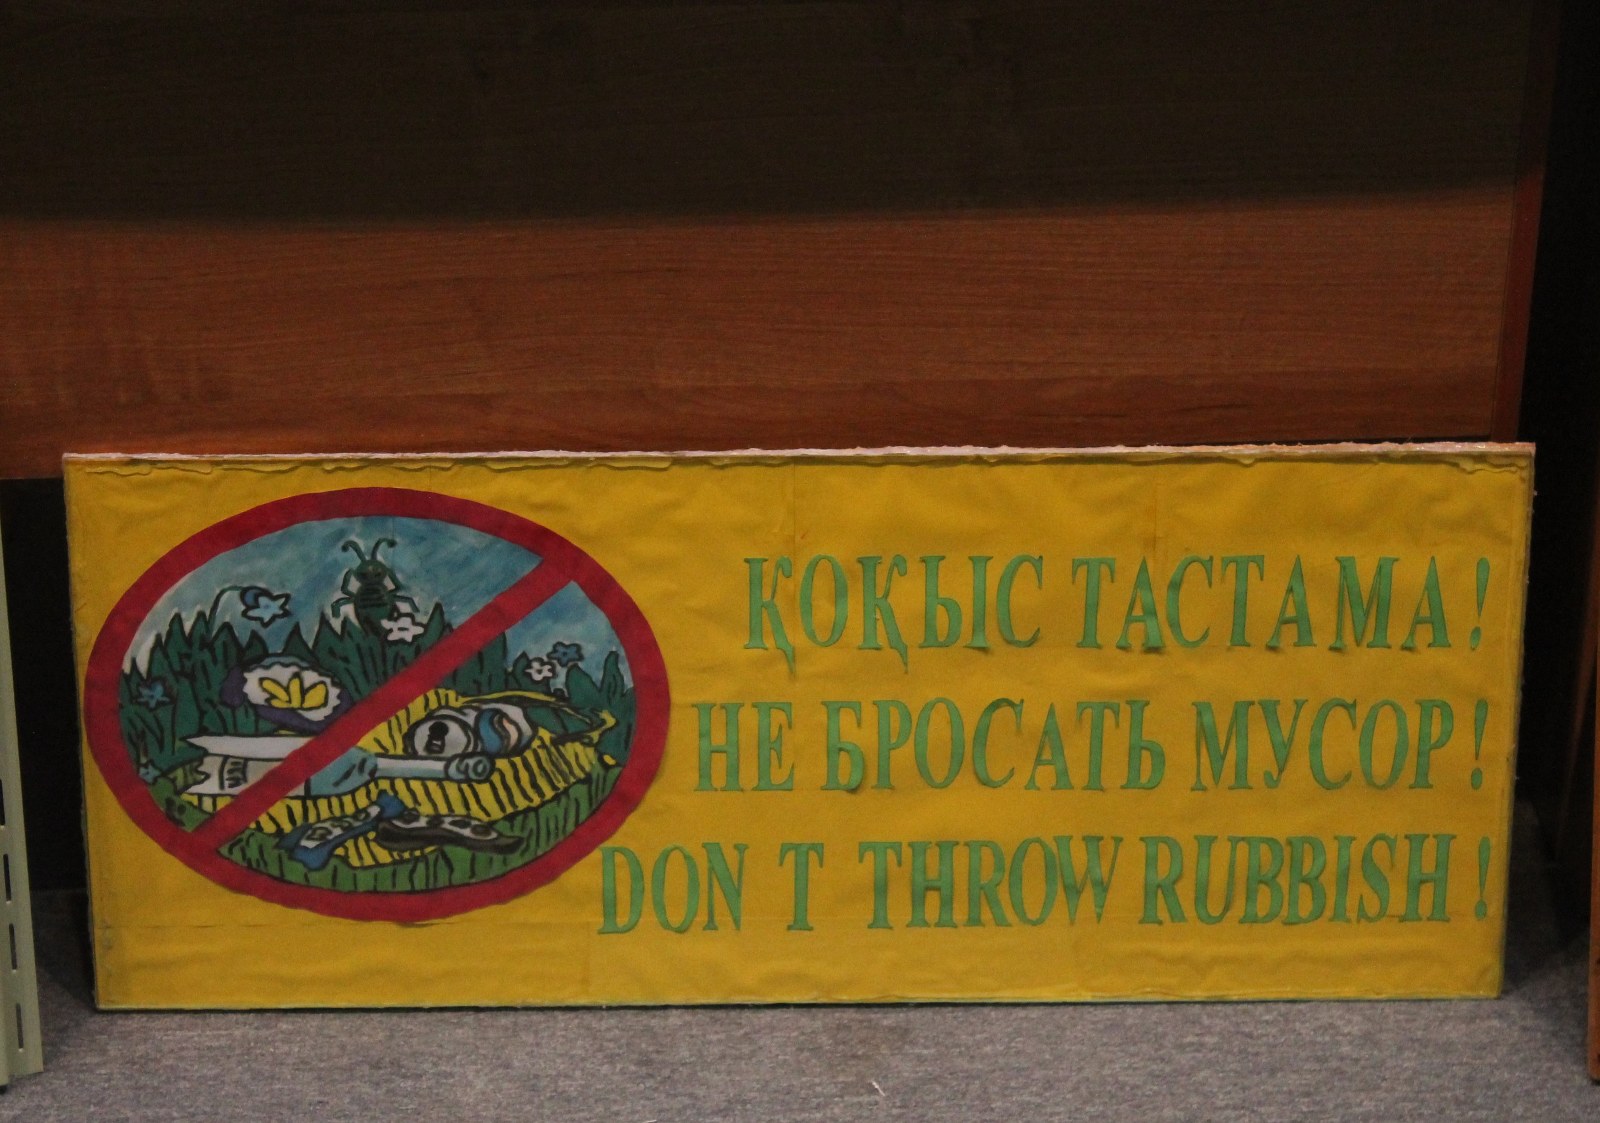 ҚОҚЫС ТАСТАМА!
НЕ БРОСАТЬ МУСОР!
DON T THROW RUBBISH!